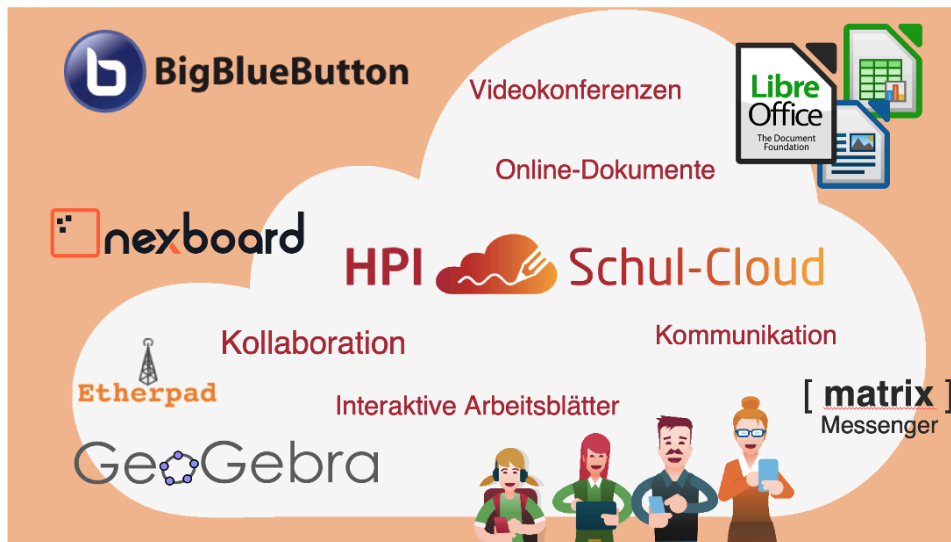 BigBlueButton
Videokonferenzen
Libre
Office
The Document
Foundation
Online-Dokumente
nexboard
HPI Schul-Cloud
Kollaboration
Kommunikation
Etherpad
Interaktive Arbeitsblätter
[ matrix ]
Messenger
GeoGebra